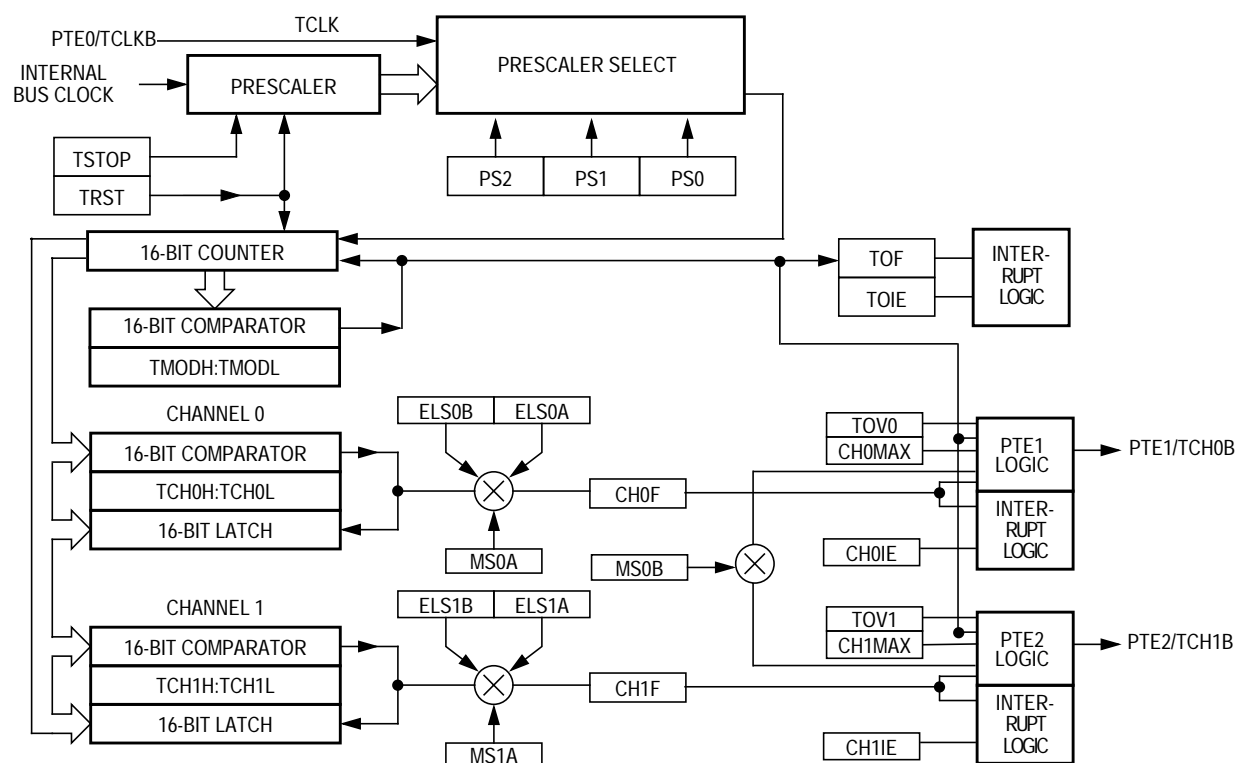 TCLK
PTE0/TCLKB
PRESCALER SELECT
INTERNAL
BUS CLOCK
PRESCALER
TSTOP
TRST
PS2 PS1 PS0
16-BIT COUNTER
TOF
TOIE
INTER-
RUPT
LOGIC
16-BIT COMPARATOR
TMODH:TMODL
CHANNEL 0
ELS0B ELS0A
16-BIT COMPARATOR
TCH0H:TCH0L
16-BIT LATCH
MS0A
CH0F
TOV0
CH0MAX
PTE1
LOGIC
PTE1/TCH0B
INTER-
RUPT
LOGIC
CH0IE
MS0B
CHANNEL 1
ELS1B ELS1A
16-BIT COMPARATOR
TCH1H:TCH1L
16-BIT LATCH
MS1A
CH1F
TOV1
CH1MAX
PTE2
LOGIC
PTE2/TCH1B
INTER-
RUPT
LOGIC
CH1IE